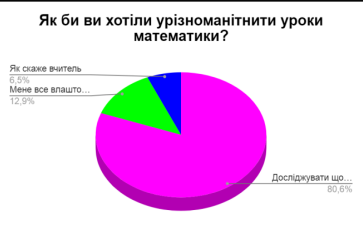 Як би ви хотіли урізноманітнити уроки
математики?
Як скаже вчитель
6,5%
Мене все влашто…
12,9%
Досліджувати що…
80,6%